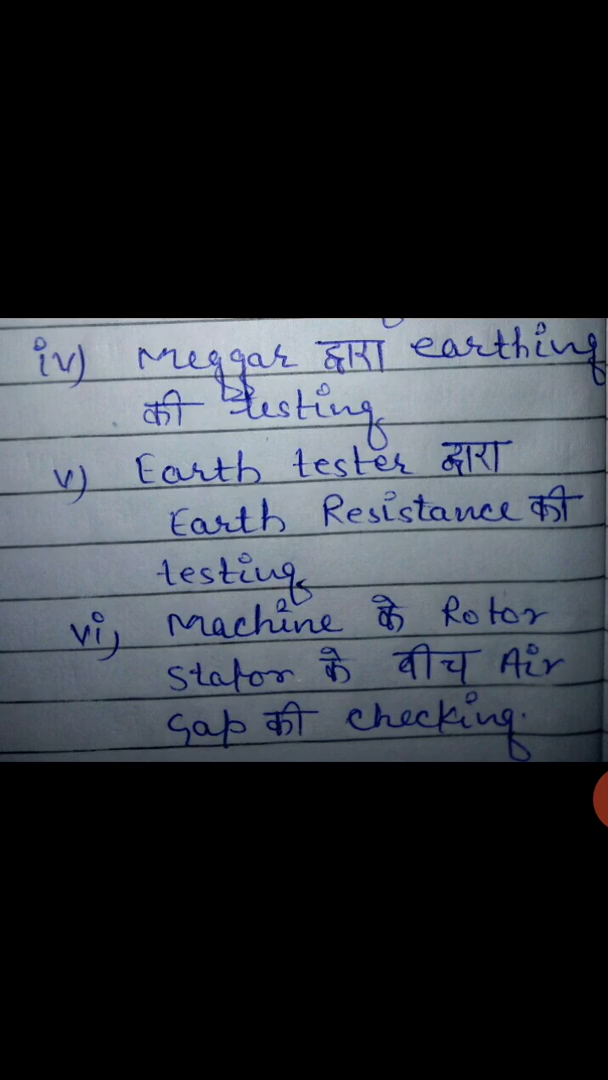 iv) Meggar द्वारा earthing
की testing
v) Earth tester द्वारा
Earth Resistance की
testing
vi) Machine के Rotor
Stator के बीच Air
Gap की checking.